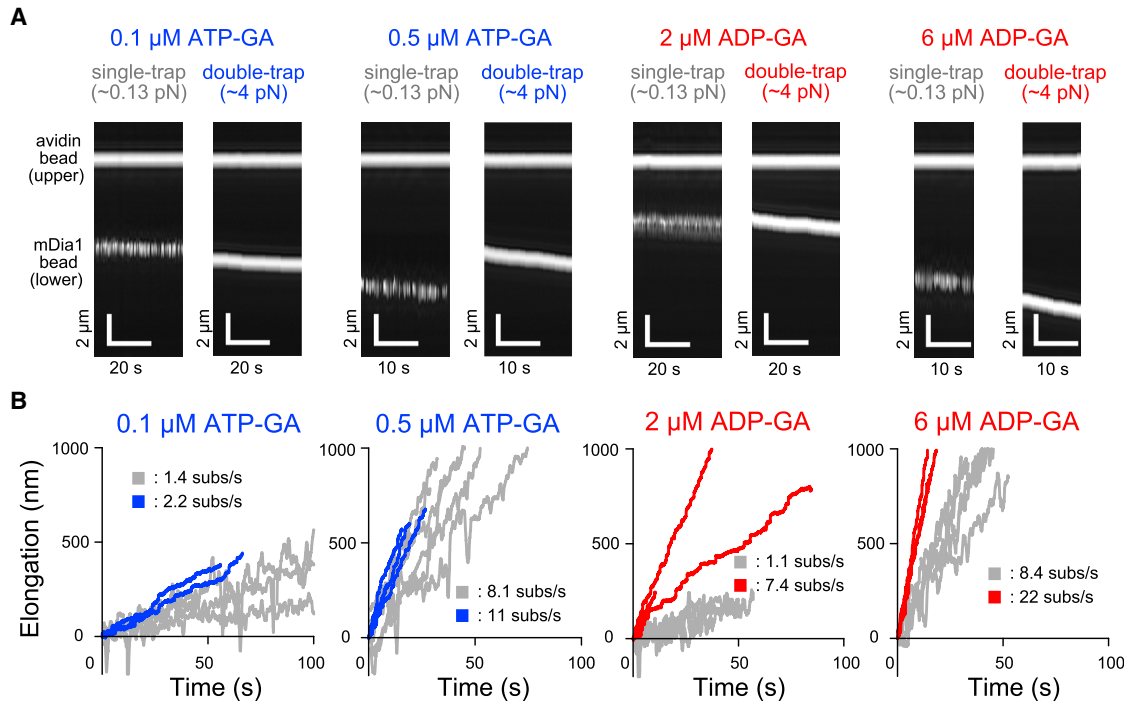 A
0.1 µM ATP-GA
0.5 µM ATP-GA
2 µM ADP-GA
6 µM ADP-GA
single-trap
(~0.13 pN)
double-trap
(~4 pN)
single-trap
(~0.13 pN)
double-trap
(~4 pN)
single-trap
(~0.13 pN)
double-trap
(~4 pN)
single-trap
(~0.13 pN)
double-trap
(~4 pN)
avidin
bead
(upper)
mDia1
bead
(lower)
2 µm
20 s
2 µm
20 s
2 µm
10 s
2 µm
10 s
2 µm
20 s
2 µm
20 s
2 µm
10 s
2 µm
10 s
B
0.1 µM ATP-GA
Elongation (nm)
1000
500
0
: 1.4 subs/s
: 2.2 subs/s
0 50 100
Time (s)
0.5 µM ATP-GA
1000
500
0
: 8.1 subs/s
: 11 subs/s
0 50 100
Time (s)
2 µM ADP-GA
1000
500
0
: 1.1 subs/s
: 7.4 subs/s
0 50 100
Time (s)
6 µM ADP-GA
1000
500
0
: 8.4 subs/s
: 22 subs/s
0 50 100
Time (s)